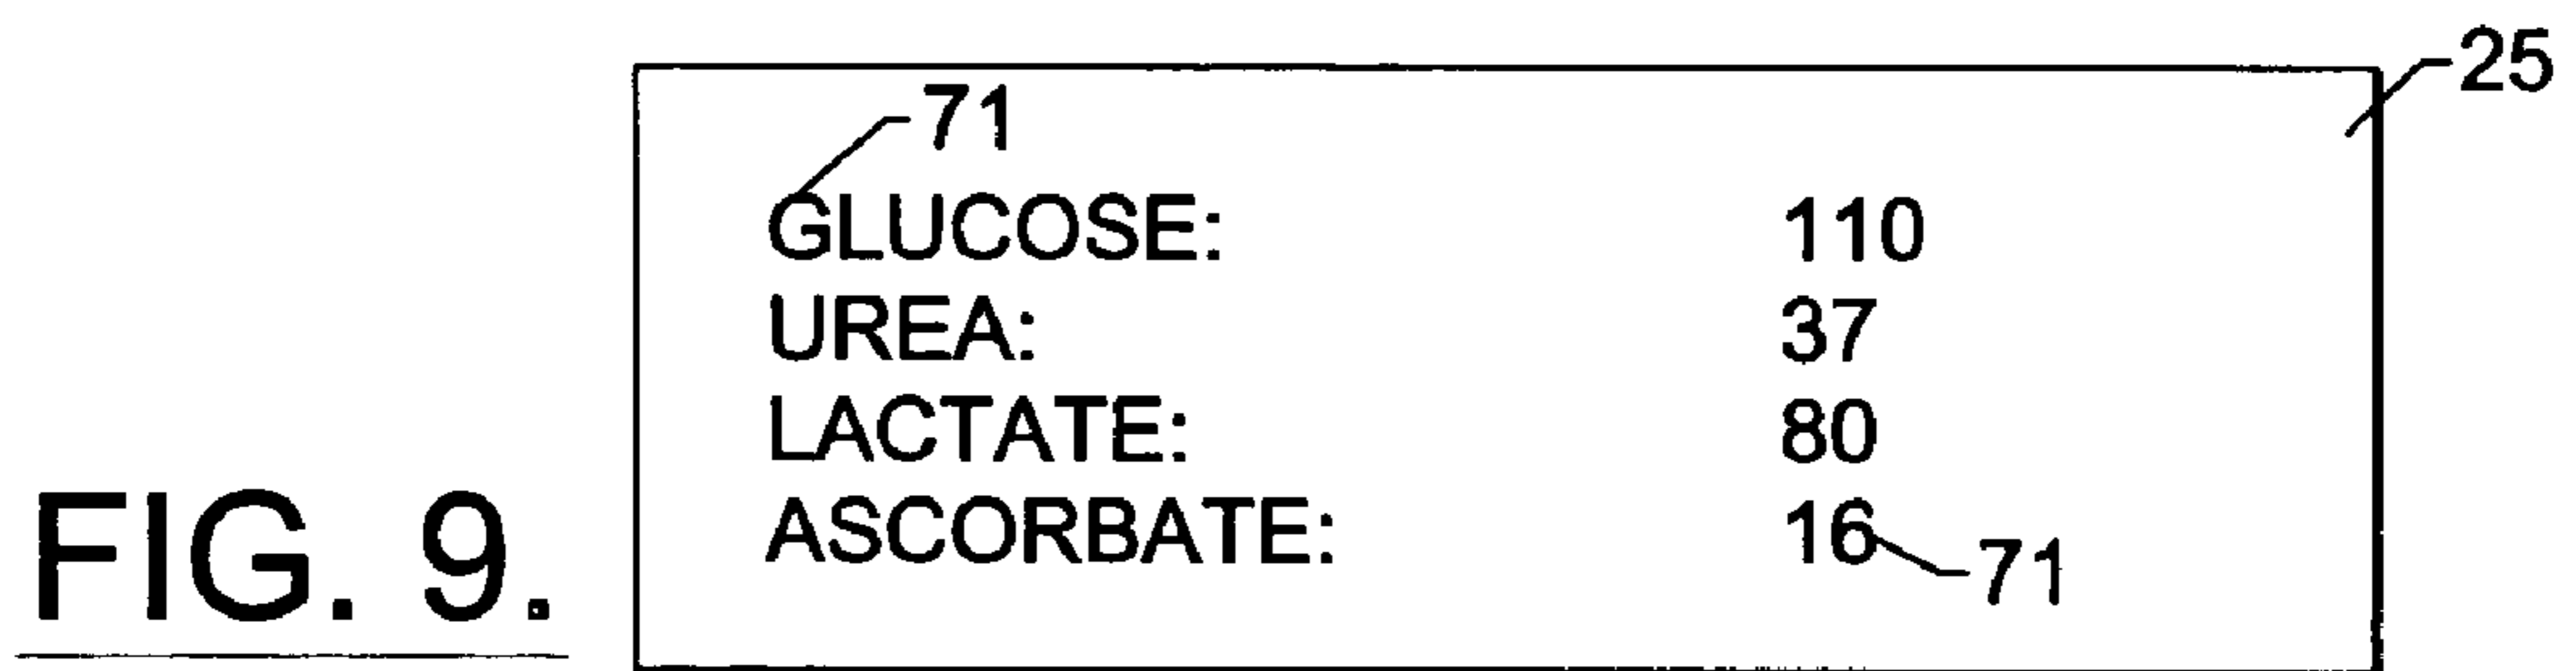 25
71
GLUCOSE: 110
UREA: 37
LACTATE: 80
ASCORBATE: 16
71
FIG. 9.